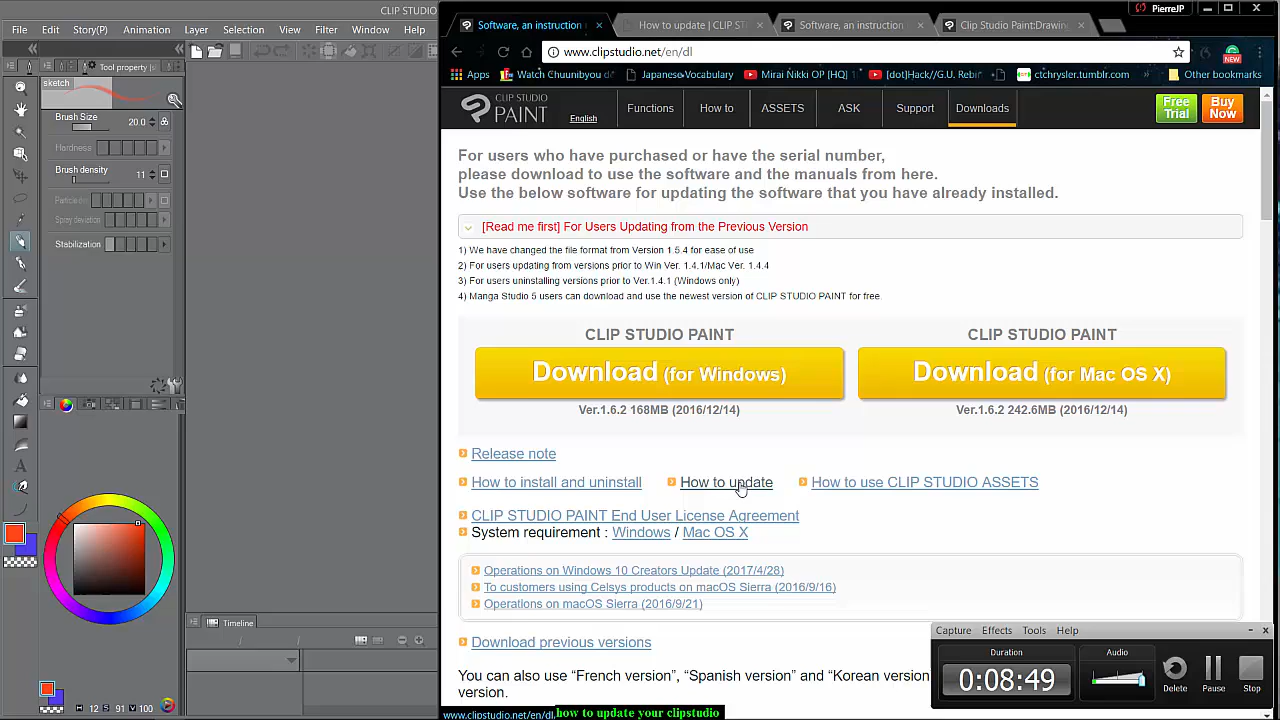 CLIP STUDIO
PierreJP
Software, an instruction
How to update | CLIP ST
Software, an instruction
Clip Studio Paint:Drawin
File Edit Story(P) Animation Layer Selection View Filter Window Help
www.clipstudio.net/en/dl
Apps
Watch Chuunibyou de
Japanese Vocabulary
Mirai Nikki OP [HQ]
[dot]Hack//G.U. Rebir
ctchrysler.tumblr.com
Other bookmarks
NEW
Tool property
sketch
Brush Size 20.0
Hardness
Brush density 11
Particle
Spray deviation
Stabilization
CLIP STUDIO
PAINT
English
Functions
How to
ASSETS
ASK
Support
Downloads
Free
Trial
Buy
Now
For users who have purchased or have the serial number,
please download to use the software and the manuals from here.
Use the below software for updating the software that you have already installed.
[Read me first] For Users Updating from the Previous Version
1) We have changed the file format from Version 1.5.4 for ease of use
2) For users updating from versions prior to Win Ver. 1.4.1/Mac Ver. 1.4.4
3) For users uninstalling versions prior to Ver.1.4.1 (Windows only)
4) Manga Studio 5 users can download and use the newest version of CLIP STUDIO PAINT for free
CLIP STUDIO PAINT
Download (for Windows)
Ver.1.6.2 168MB (2016/12/14)
CLIP STUDIO PAINT
Download (for Mac OS X)
Ver.1.6.2 242.6MB (2016/12/14)
Release note
How to install and uninstall
How to update
How to use CLIP STUDIO ASSETS
CLIP STUDIO PAINT End User License Agreement
System requirement : Windows / Mac OS X
Operations on Windows 10 Creators Update (2017/4/28)
To customers using Celsys products on macOS Sierra (2016/9/16)
Operations on macOS Sierra (2016/9/21)
Download previous versions
You can also use “French version”, “Spanish version” and “Korean version
version.
Timeline
12 S 91 V 100
www.clipstudio.net/en/dl
how to update your clipstudio
Capture Effects Tools Help
Duration
0:08:49
Audio
Delete
Pause
Stop